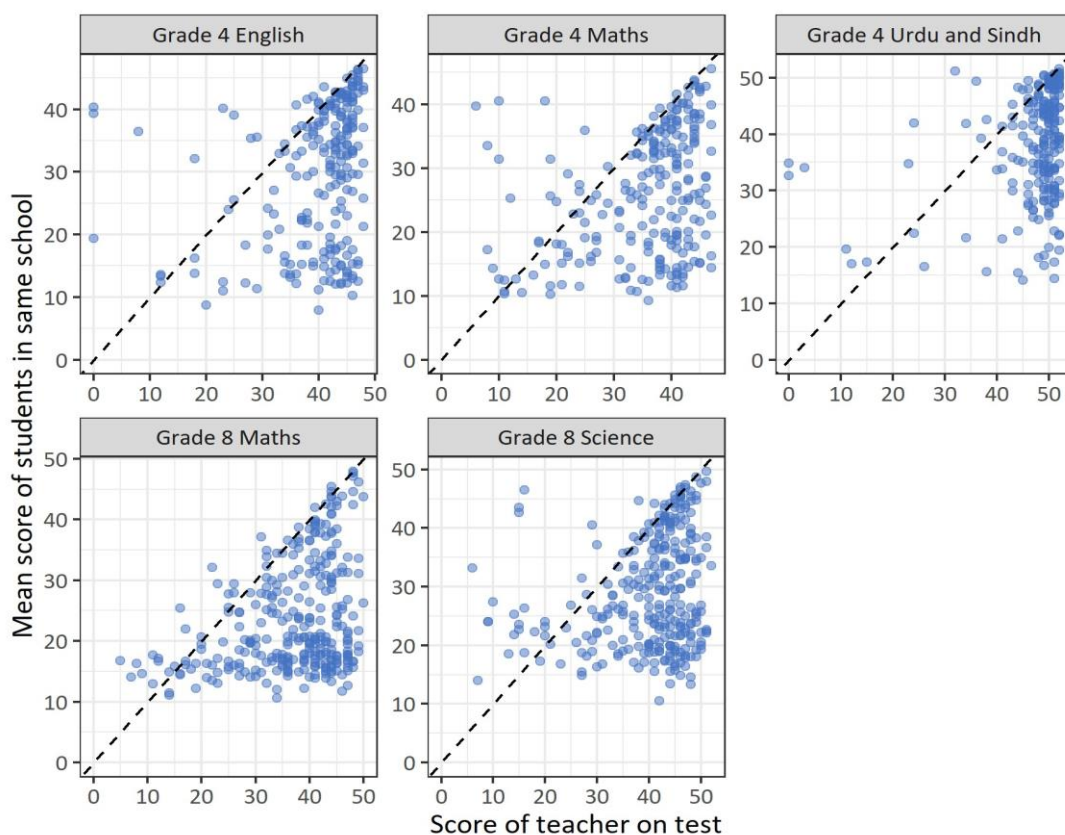 Grade 4 English
Grade 4 Maths
Grade 4 Urdu and Sindh
40
30
20
10
0
40
30
20
10
0
50
40
30
20
10
0
0 10 20 30 40 50
0 10 20 30 40
0 10 20 30 40 50
Mean score of students in same school
Grade 8 Maths
Grade 8 Science
50
40
30
20
10
0
50
40
30
20
10
0
0 10 20 30 40 50
0 10 20 30 40 50
Score of teacher on test